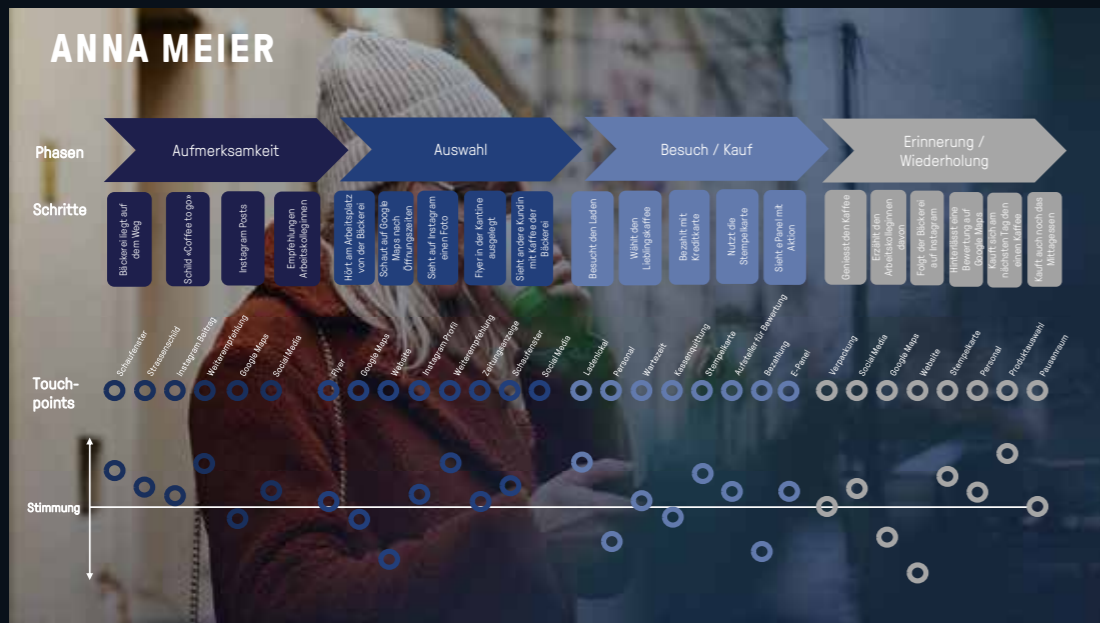 ANNA MEIER
Phasen
Aufmerksamkeit
Auswahl
Besuch / Kauf
Erinnerung /
Wiederholung
Schritte
Bäckerei liegt auf
dem Weg
Schild «Coffee to go»
Instagram Posts
Empfehlungen
Arbeitskolleginnen
Hört am Arbeitsplatz
von der Bäckerei
Schaut auf Google
Maps nach
Öffnungszeiten
Sieht auf Instagram
einen Foto
Flyer in der Kantine
ausgelegt
Sieht andere Kundin
mit Kaffee der
Bäckerei
Besucht den Laden
Wählt den
Lieblingskaffee
Bezahlt mit
Kreditkarte
Nutzt die
Stempelkarte
Sieht ePanel mit
Aktion
Geniesst den Kaffee
Erzählt den
Arbeitskolleginnen
davon
Folgt der Bäckerei
auf Instagram
Hinterlässt eine
Bewertung auf
Google Maps
Kauft sich am
nächsten Tag den
einen Kaffee
Kauft auch noch das
Mittagessen
Touch-
points
Schaufenster
Strassenschild
Instagram Beitrag
Weiterempfehlung
Google Maps
Social Media
Flyer
Google Maps
Website
Instagram Profil
Weiterempfehlung
Zeitungsanzeige
Schaufenster
Social Media
Ladenlokal
Personal
Wartezeit
Kassenquittung
Stempelkarte
Aufsteller für Bewertung
Bezahlung
E-Panel
Verpackung
Social Media
Google Maps
Website
Stempelkarte
Personal
Produktauswahl
Pausenraum
Stimmung